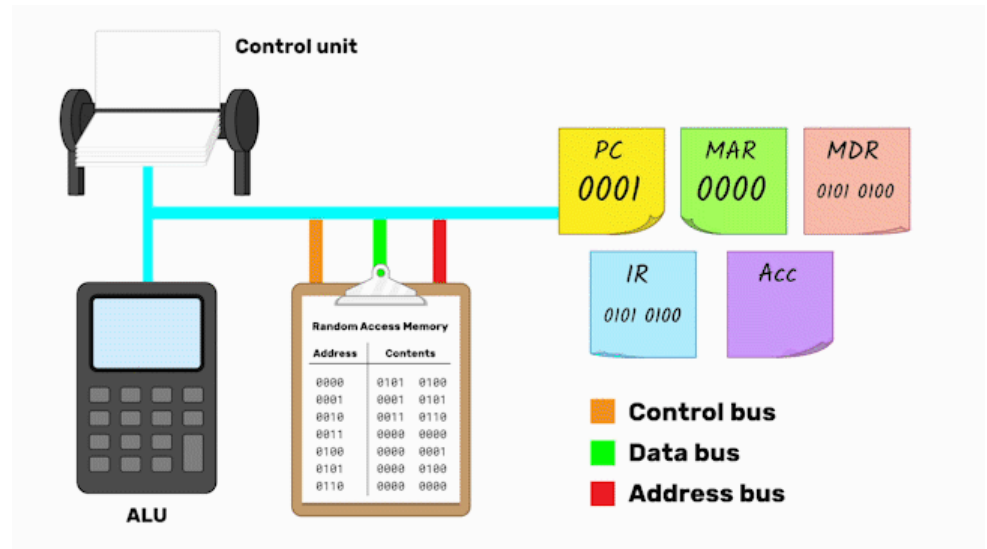 Control unit
PC
0001
MAR
0000
MDR
0101 0100
IR
0101 0100
Acc
Random Access Memory
Address Contents
0000 0101 0100
0001 0001 0101
0010 0011 0110
0011 0000 0000
0100 0000 0001
0101 0000 0100
0110 0000 0000
ALU
Control bus
Data bus
Address bus